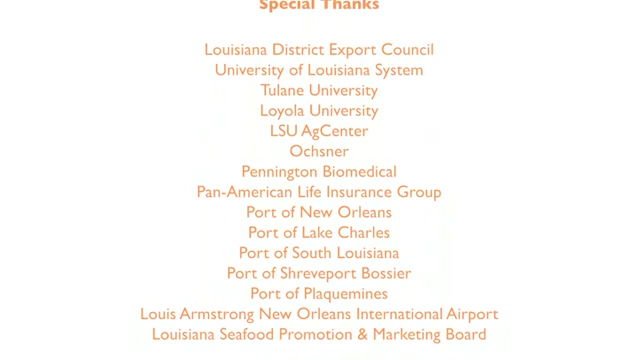 Special Thanks
Louisiana District Export Council
University of Louisiana System
Tulane University
Loyola University
LSU AgCenter
Ochsner
Pennington Biomedical
Pan-American Life Insurance Group
Port of New Orleans
Port of Lake Charles
Port of South Louisiana
Port of Shreveport Bossier
Port of Plaquemines
Louis Armstrong New Orleans International Airport
Louisiana Seafood Promotion & Marketing Board